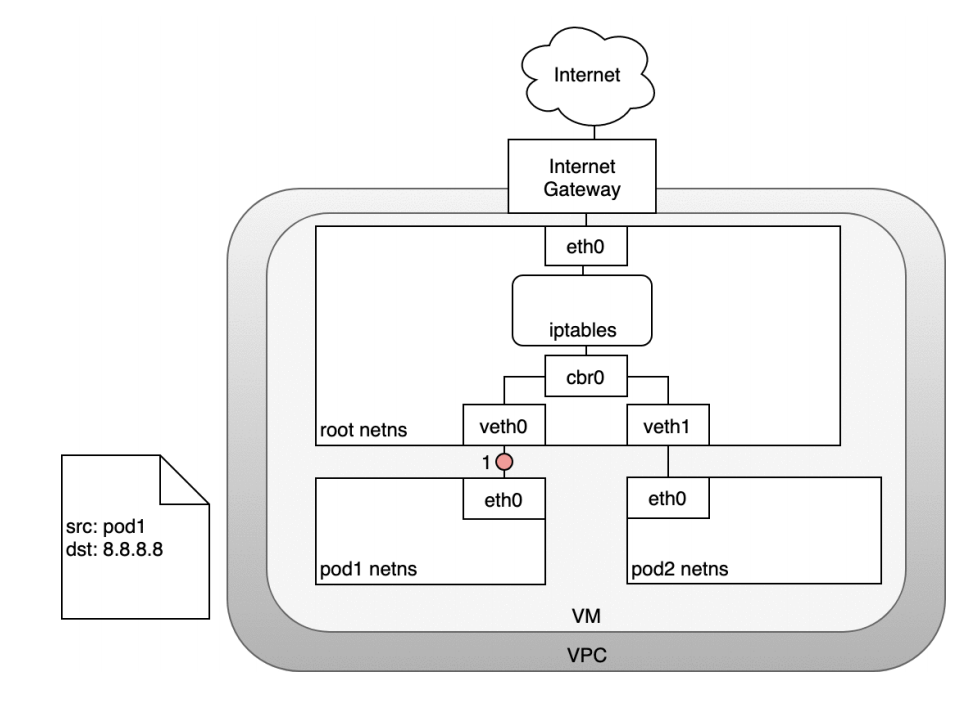 Internet
Internet
Gateway
eth0
iptables
cbr0
root netns
veth0
veth1
1
eth0
eth0
src: pod1
dst: 8.8.8.8
pod1 netns
pod2 netns
VM
VPC